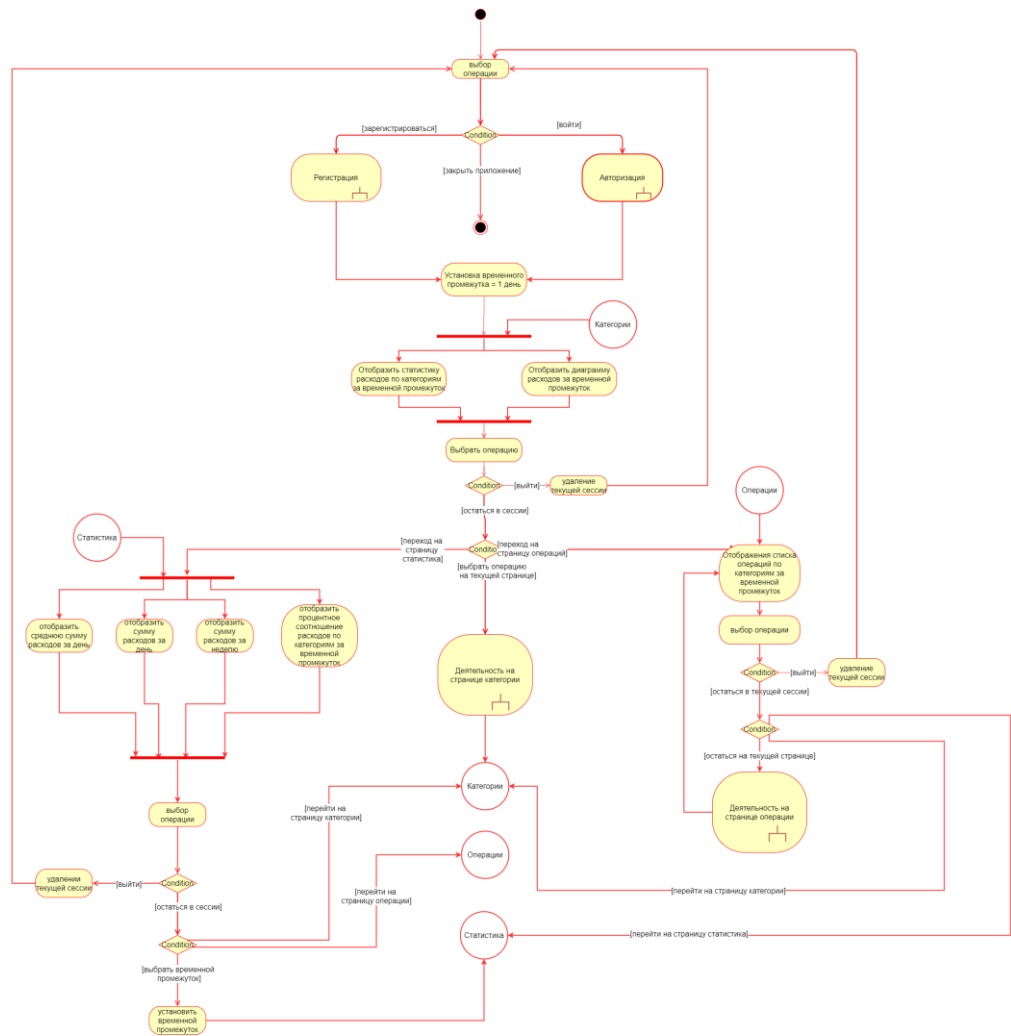 выбор
операции
[зарегистрироваться]
Condition
[войти]
Регистрация
[закрыть приложение]
Авторизация
Установка временного
промежутка = 1 день
Категории
Отобразить статистику
расходов по категориям
за временной промежуток
Отобразить диаграмму
расходов за временной
промежуток
Выбрать операцию
Condition
[выйти]
удаление
текущей сессии
Операции
[остаться в сессии]
Статистика
[переход на
страницу
статистика]
Conditio
[переход на
страницу операций]
[выбрать операцию
на текущей странице]
Отображения списка
операций по
категориям за
временной
промежуток
отобразить
среднюю сумму
расходов за день
отобразить
сумму
расходов за
день
отобразить
сумму
расходов за
неделю
отобразить
процентное
соотношение
расходов по
категориям за
временной
промежуток
выбор операции
Деятельность на
странице категории
Condition
[выйти]
удаление
текущей сессии
[остаться в текущей сессии]
Condition
[остаться на текущей странице]
Категории
Деятельность на
странице операции
выбор
операции
[перейти на
страницу категории]
Операции
удалении
текущей сессии
[выйти]
Condition
[перейти на
страницу операции]
[перейти на страницу категории]
[остаться в сессии]
Condition
Статистика
[перейти на страницу статистика]
[выбрать временной
промежуток]
установить
временной
промежуток